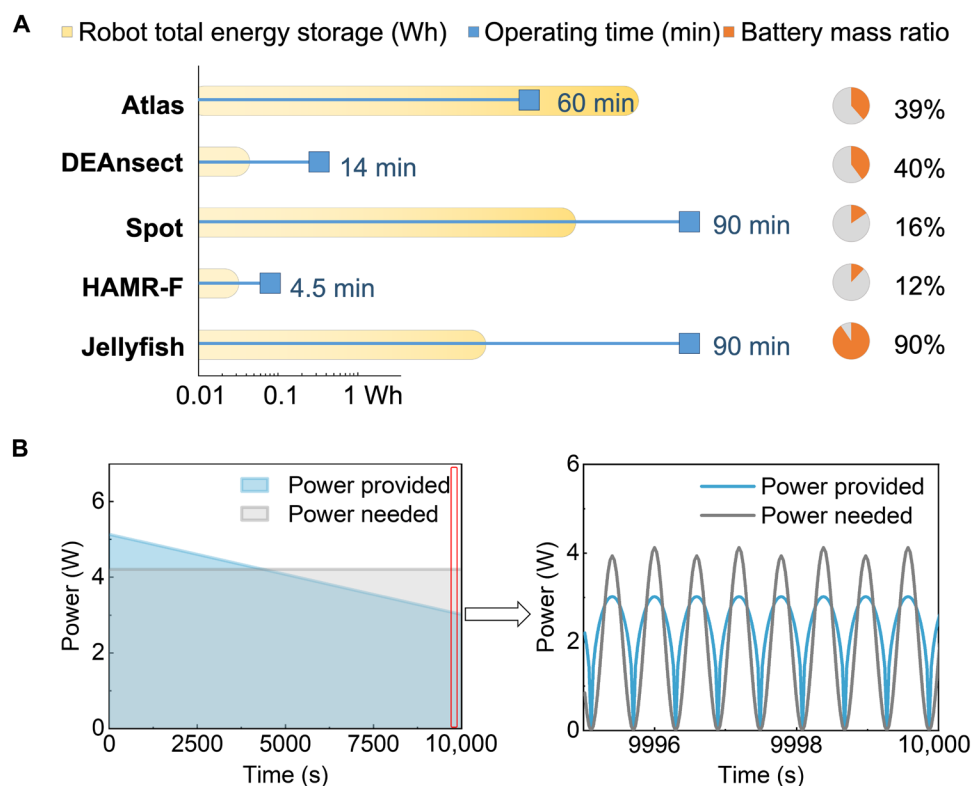 A
Robot total energy storage (Wh) Operating time (min) Battery mass ratio
Atlas 60 min 39%
DEAnsect 14 min 40%
Spot 90 min 16%
HAMR-F 4.5 min 12%
Jellyfish 90 min 90%
0.01 0.1 1 Wh
B
Power (W)
6
4
2
0
Power provided
Power needed
0 2500 5000 7500 10,000
Time (s)
Power (W)
6
4
2
0
Power provided
Power needed
9996 9998 10,000
Time (s)